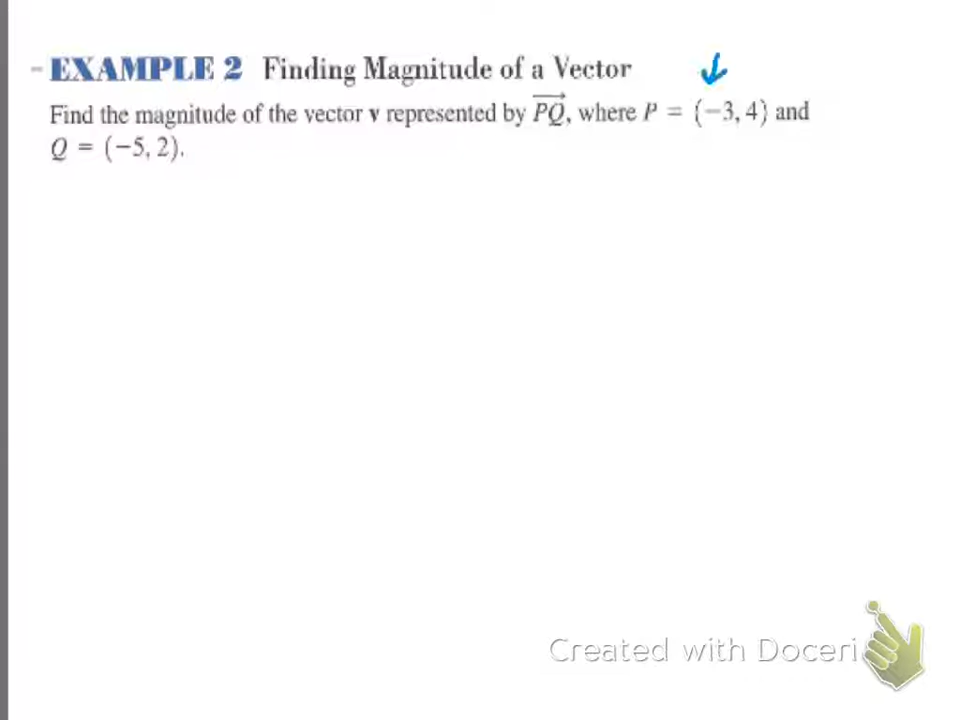 EXAMPLE 2 Finding Magnitude of a Vector
Find the magnitude of the vector v represented by PQ, where P = (−3, 4) and
Q = (−5, 2).
Created with Doceri